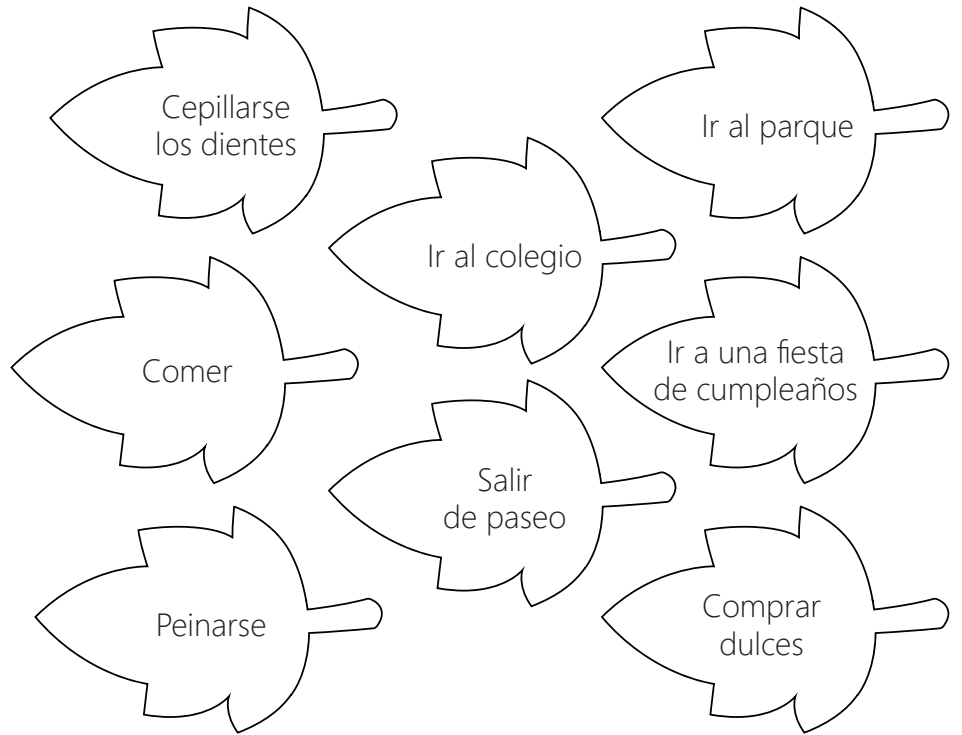 Cepillarse
los dientes
Ir al parque
Ir al colegio
Comer
Ir a una fiesta
de cumpleaños
Salir
de paseo
Peinarse
Comprar
dulces